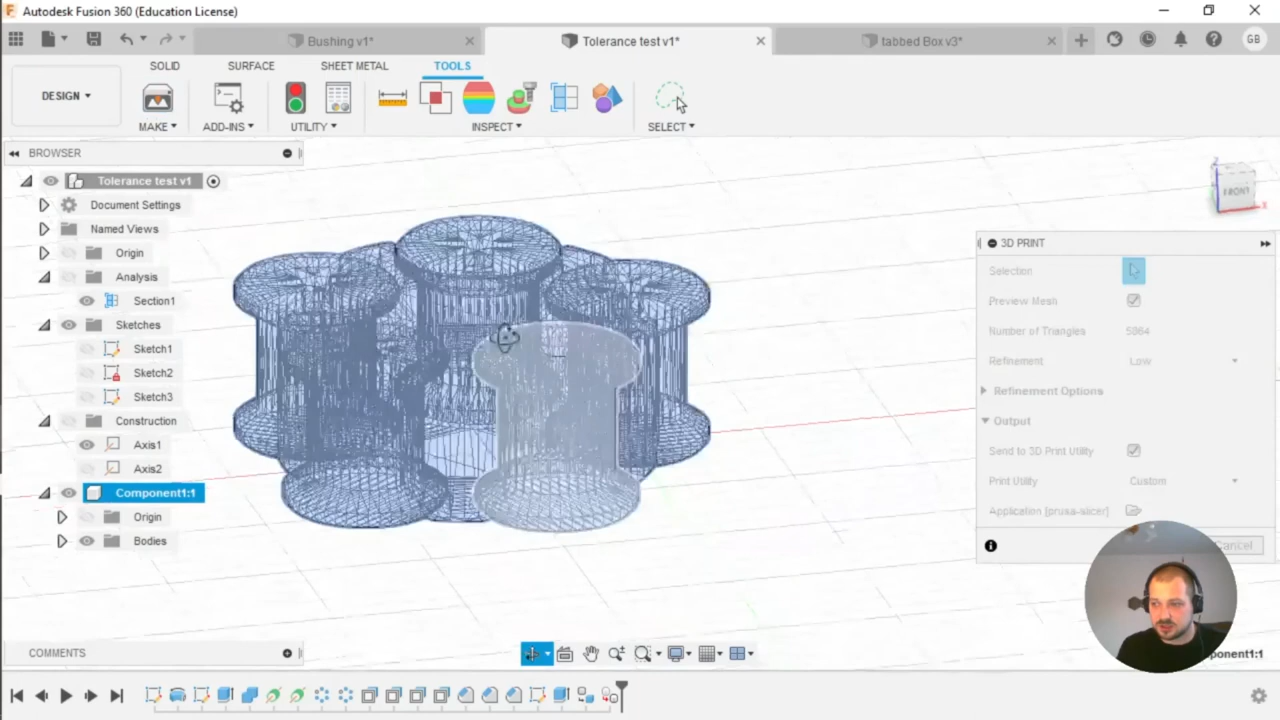 Autodesk Fusion 360 (Education License)
Bushing v1*
Tolerance test v1*
tabbed Box v3*
GB
SOLID
SURFACE
SHEET METAL
TOOLS
DESIGN
MAKE
ADD-INS
UTILITY
INSPECT
SELECT
BROWSER
Tolerance test v1
Document Settings
Named Views
Origin
Analysis
Section1
Sketches
Sketch1
Sketch2
Sketch3
Construction
Axis1
Axis2
Component1:1
Origin
Bodies
Z
FRONT
X
3D PRINT
Selection
Preview Mesh
Number of Triangles 5964
Refinement Low
Refinement Options
Output
Send to 3D Print Utility
Print Utility Custom
Application [prusa-slicer]
Cancel
ponent1:1
COMMENTS